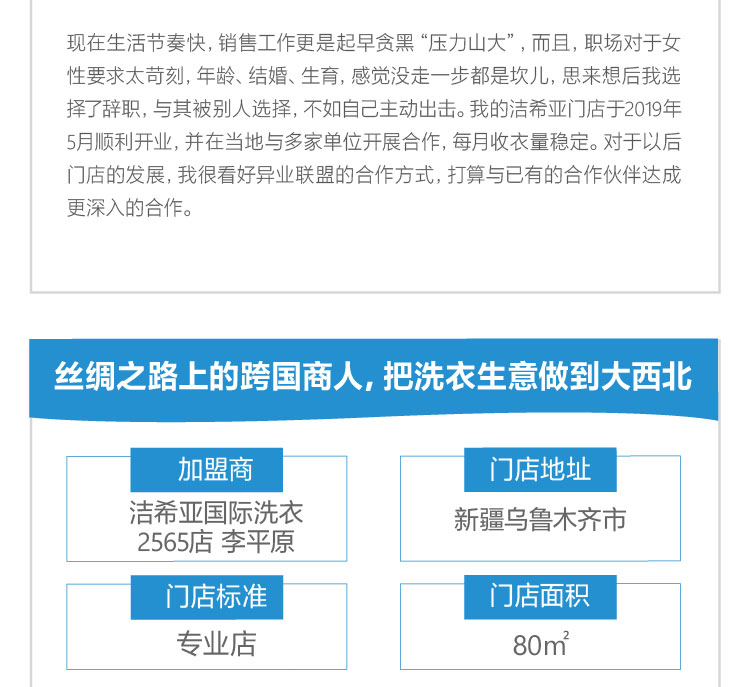 现在生活节奏快，销售工作更是起早贪黑“压力山大”，而且，职场对于女
性要求太苛刻，年龄、结婚、生育，感觉没走一步都是坎儿，思来想后我选
择了辞职，与其被别人选择，不如自己主动出击。我的洁希亚门店于2019年
5月顺利开业，并在当地与多家单位开展合作，每月收衣量稳定。对于以后
门店的发展，我很看好异业联盟的合作方式，打算与已有的合作伙伴达成
更深入的合作。
丝绸之路上的跨国商人，把洗衣生意做到大西北
加盟商
洁希亚国际洗衣
2565店 李平原
门店地址
新疆乌鲁木齐市
门店标准
专业店
门店面积
80㎡